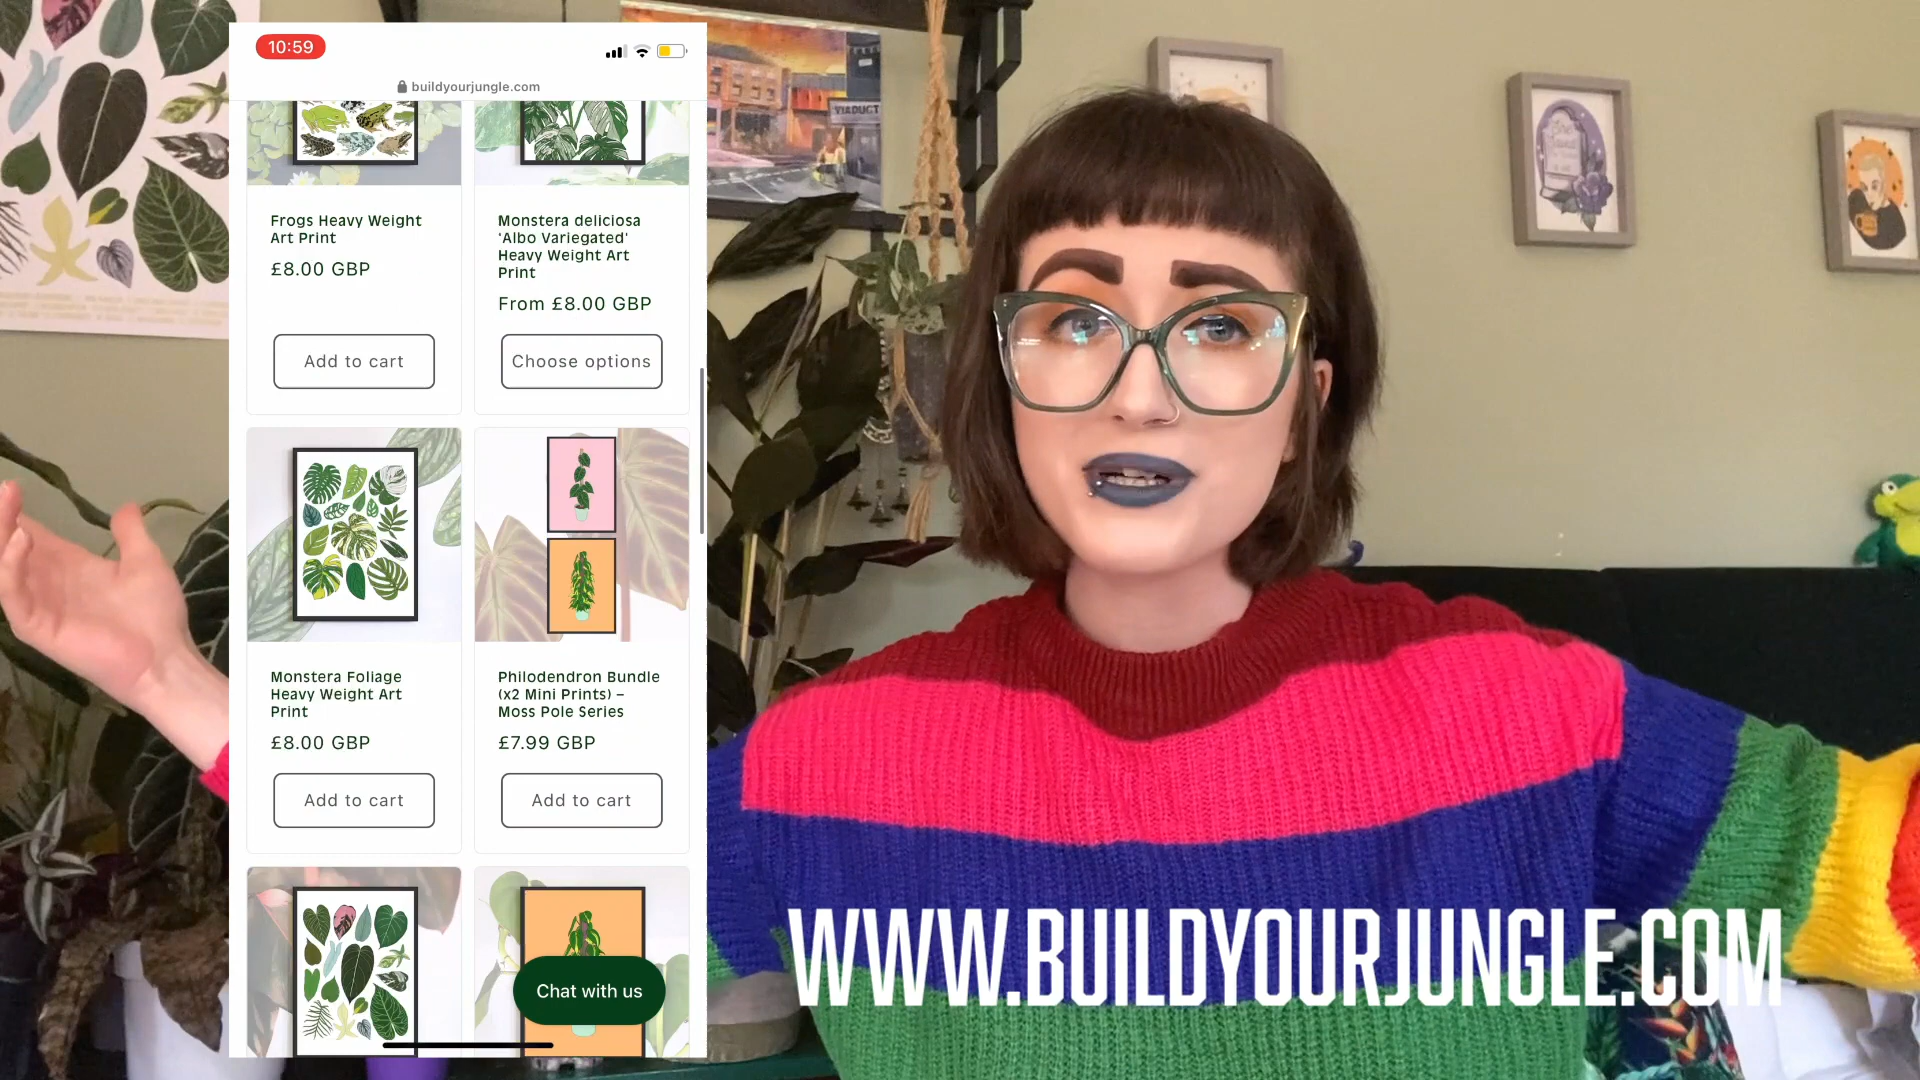 10:59
buildyourjungle.com
VIADUCT
Frogs Heavy Weight
Art Print
£8.00 GBP
Add to cart
Monstera deliciosa
'Albo Variegated'
Heavy Weight Art
Print
From £8.00 GBP
Choose options
Monstera Foliage
Heavy Weight Art
Print
£8.00 GBP
Add to cart
Philodendron Bundle
(x2 Mini Prints) –
Moss Pole Series
£7.99 GBP
Add to cart
Chat with us
WWW.BUILDYOURJUNGLE.COM